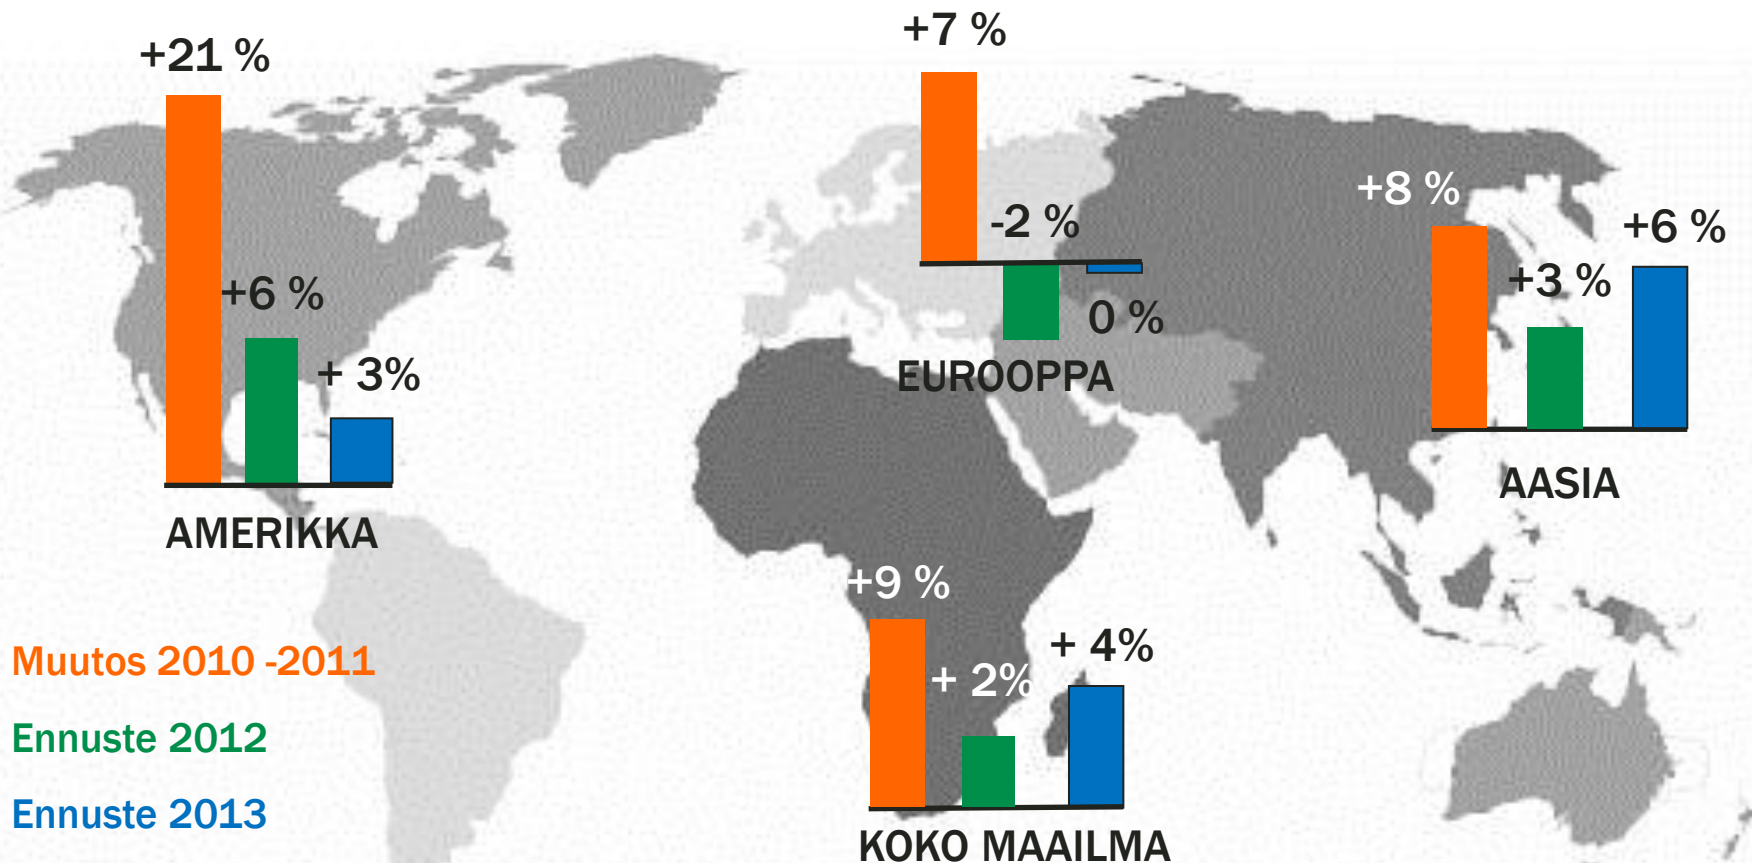 +21 %
+6 %
+ 3%
AMERIKKA
+7 %
-2 %
0 %
EUROOPPA
+8 %
+3 %
+6 %
AASIA
+9 %
+ 2%
+ 4%
KOKO MAAILMA
Muutos 2010 -2011
Ennuste 2012
Ennuste 2013